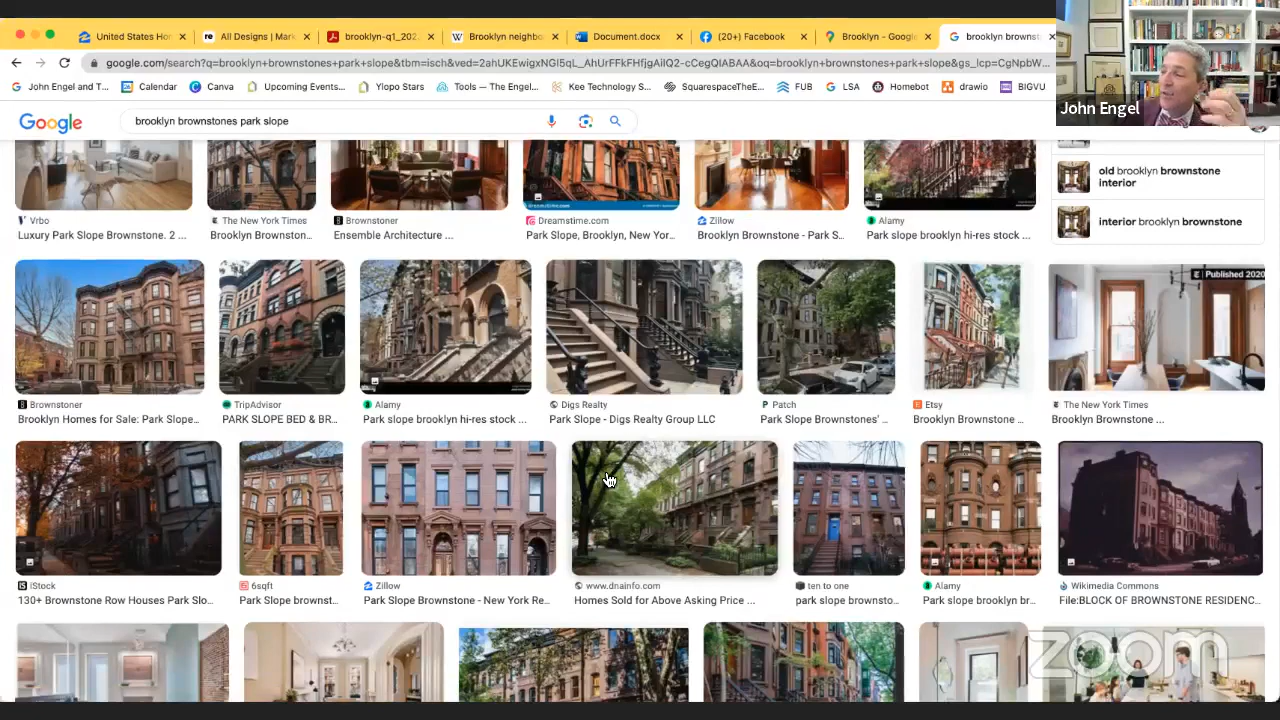 United States Hor
All Designs | Mark
brooklyn-q1_202
Brooklyn neighbor
Document.docx
(20+) Facebook
Brooklyn - Google
brooklyn brownst
google.com/search?q=brooklyn+brownstones+park+slope&tbm=isch&ved=2ahUKEwigxNGl5qL_AhUrFFkFHfjgAiIQ2-cCegQIABAA&oq=brooklyn+brownstones+park+slope&gs_lcp=CgNpbW...
John Engel and T...
Calendar
Canva
Upcoming Events...
Ylopo Stars
Tools — The Engel...
Kee Technology S...
SquarespaceTheE...
FUB
LSA
Homebot
drawio
BIGVU
John Engel
Google
brooklyn brownstones park slope
old brooklyn brownstone
interior
interior brooklyn brownstone
Vrbo
Luxury Park Slope Brownstone. 2 ...
The New York Times
Brooklyn Brownston...
Brownstoner
Ensemble Architecture ...
Dreamstime.com
Park Slope, Brooklyn, New Yor...
Zillow
Brooklyn Brownstone - Park S...
Alamy
Park slope brooklyn hi-res stock ...
Published 2020
Brownstoner
Brooklyn Homes for Sale: Park Slope...
TripAdvisor
PARK SLOPE BED & BR...
Alamy
Park slope brooklyn hi-res stock ...
Digs Realty
Park Slope - Digs Realty Group LLC
Patch
Park Slope Brownstones' ...
Etsy
Brooklyn Brownstone ...
The New York Times
Brooklyn Brownstone ...
iStock
130+ Brownstone Row Houses Park Slo...
6sqft
Park Slope brownst...
Zillow
Park Slope Brownstone - New York Re...
www.dnainfo.com
Homes Sold for Above Asking Price ...
ten to one
park slope brownsto...
Alamy
Park slope brooklyn br...
Wikimedia Commons
File:BLOCK OF BROWNSTONE RESIDENC...
zoom